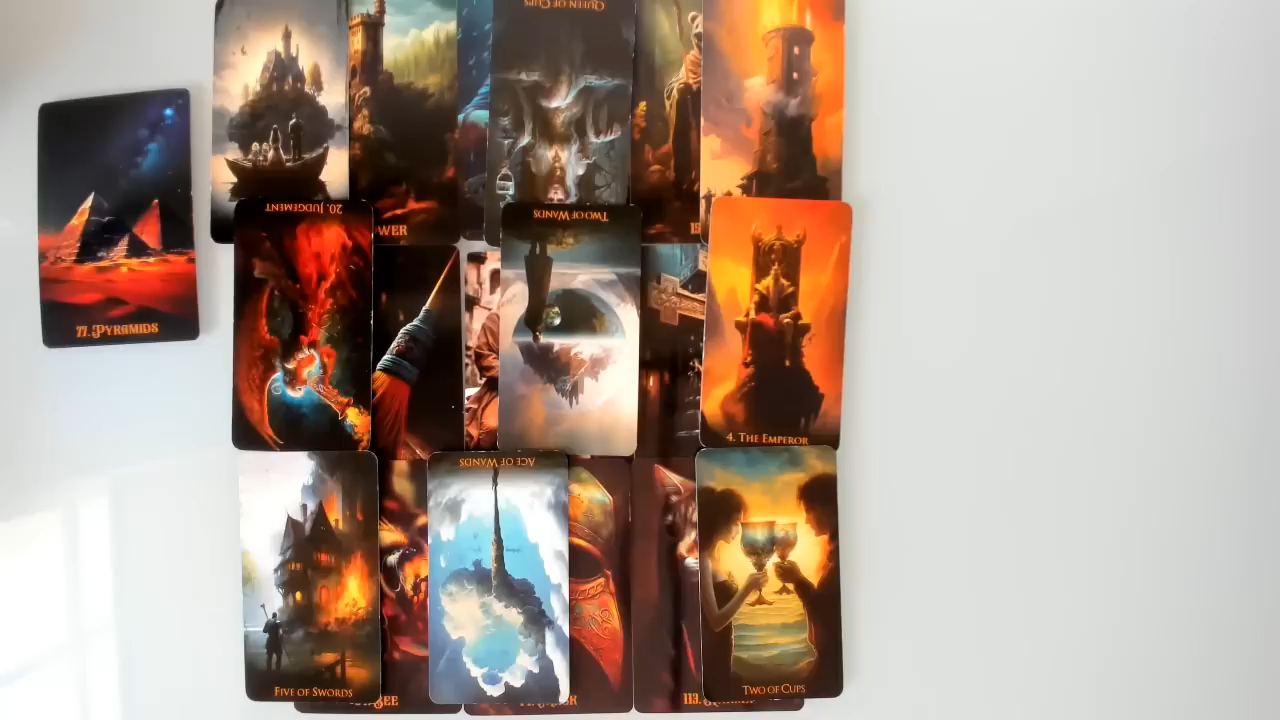 QUEEN OF CUPS
WER
20. JUDGEMENT
TWO OF WANDS
77. PYRAMIDS
4. THE EMPEROR
ACE OF WANDS
FIVE OF SWORDS
TWO OF CUPS